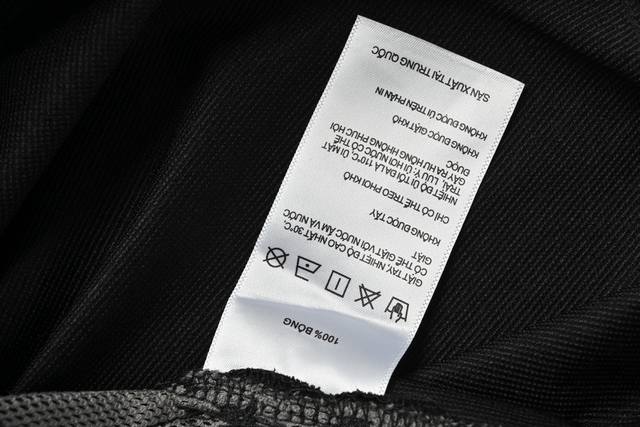 100% BÔNG
GIẶT TAY, NHIỆT ĐỘ CAO NHẤT 30°C,
CÓ THỂ GIẶT VỚI NƯỚC ẤM VÀ NƯỚC
GIẶT
KHÔNG ĐƯỢC TẨY
CHỈ CÓ THỂ TREO PHƠI KHÔ
NHIỆT ĐỘ ỦI TỐI ĐA LÀ 110°C, ỦI MẶT
TRÁI, LƯU Ý: ỦI HƠI NƯỚC CÓ THỂ
GÂY RA HƯ HỎNG KHÔNG PHỤC HỒI
ĐƯỢC
KHÔNG ĐƯỢC GIẶT KHÔ
KHÔNG ĐƯỢC ỦI TRÊN PHẦN IN
SẢN XUẤT TẠI TRUNG QUỐC